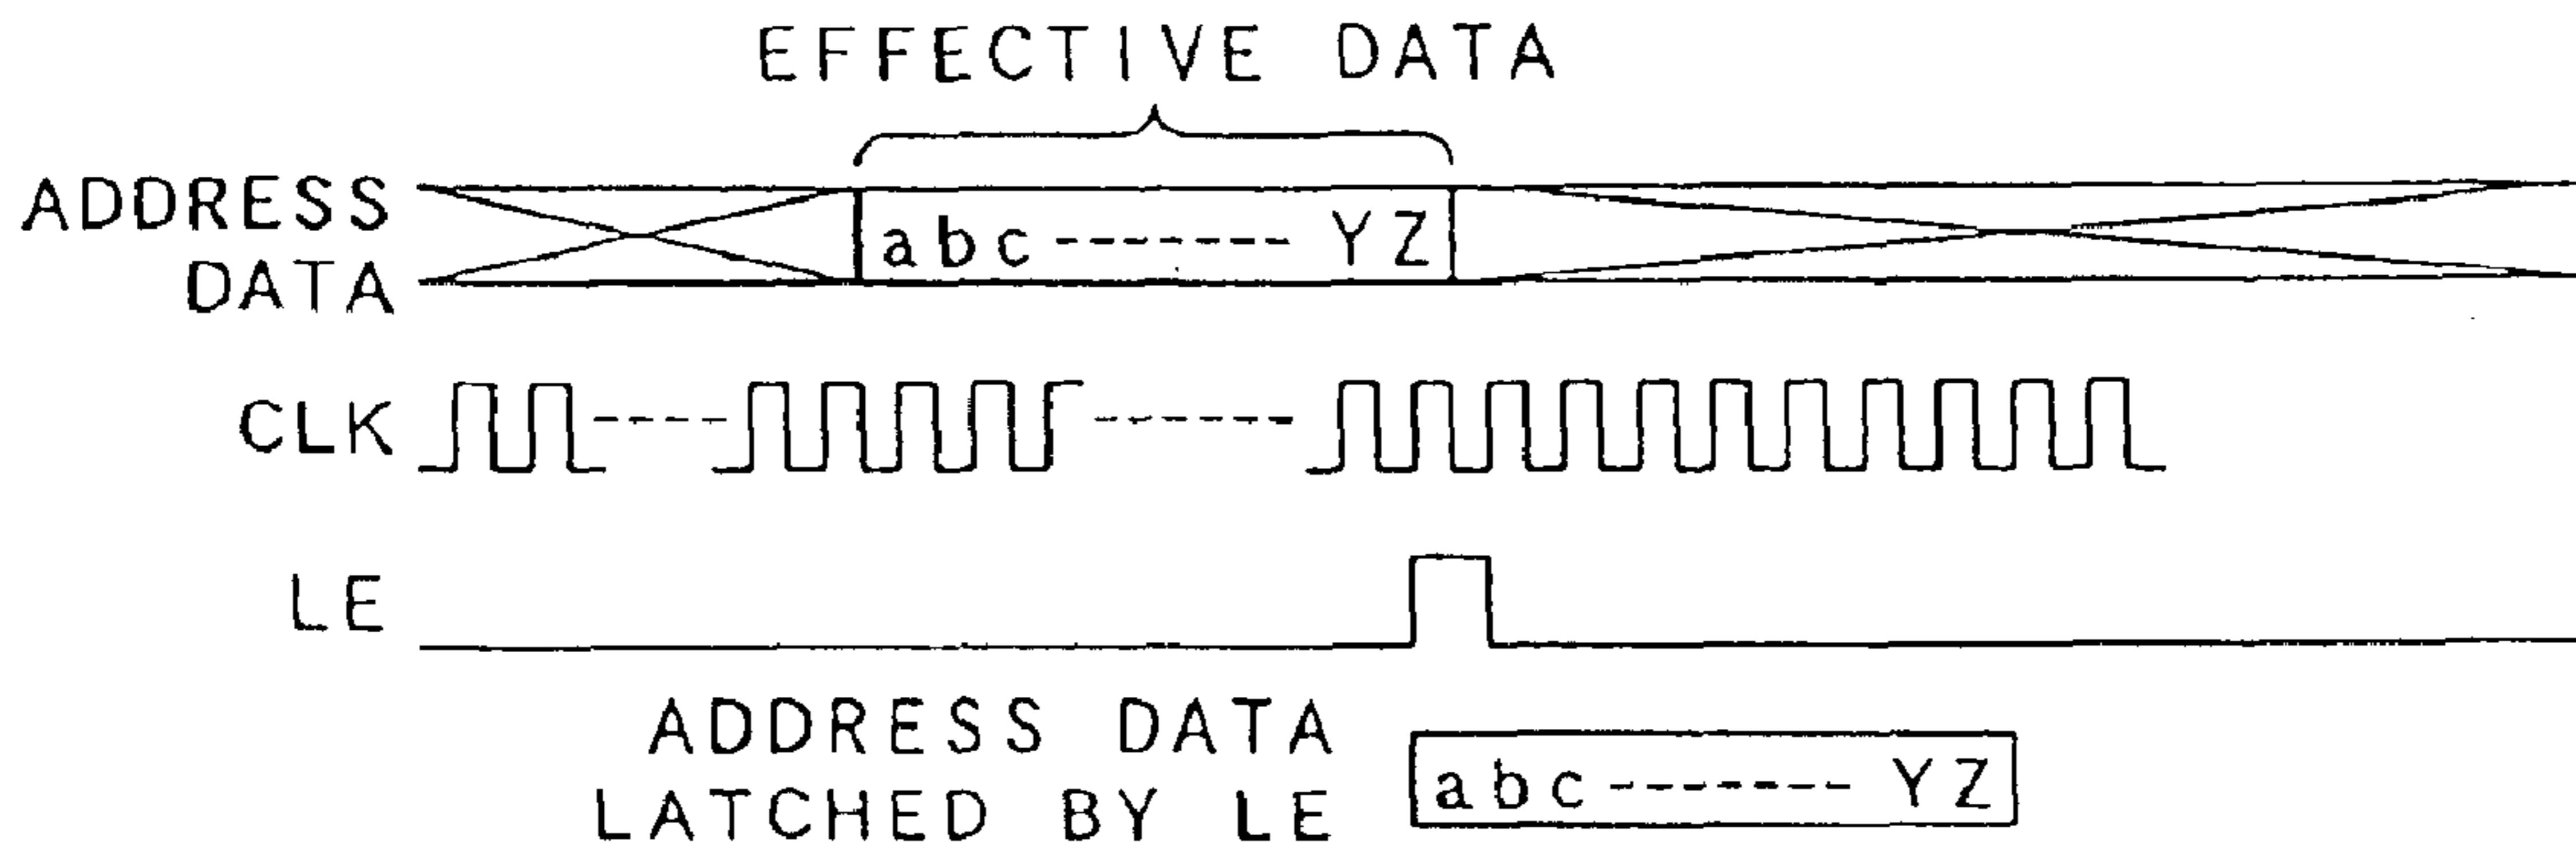 EFFECTIVE DATA
ADDRESS
DATA
abc ------- YZ
CLK
LE
ADDRESS DATA
LATCHED BY LE
abc ------- YZ